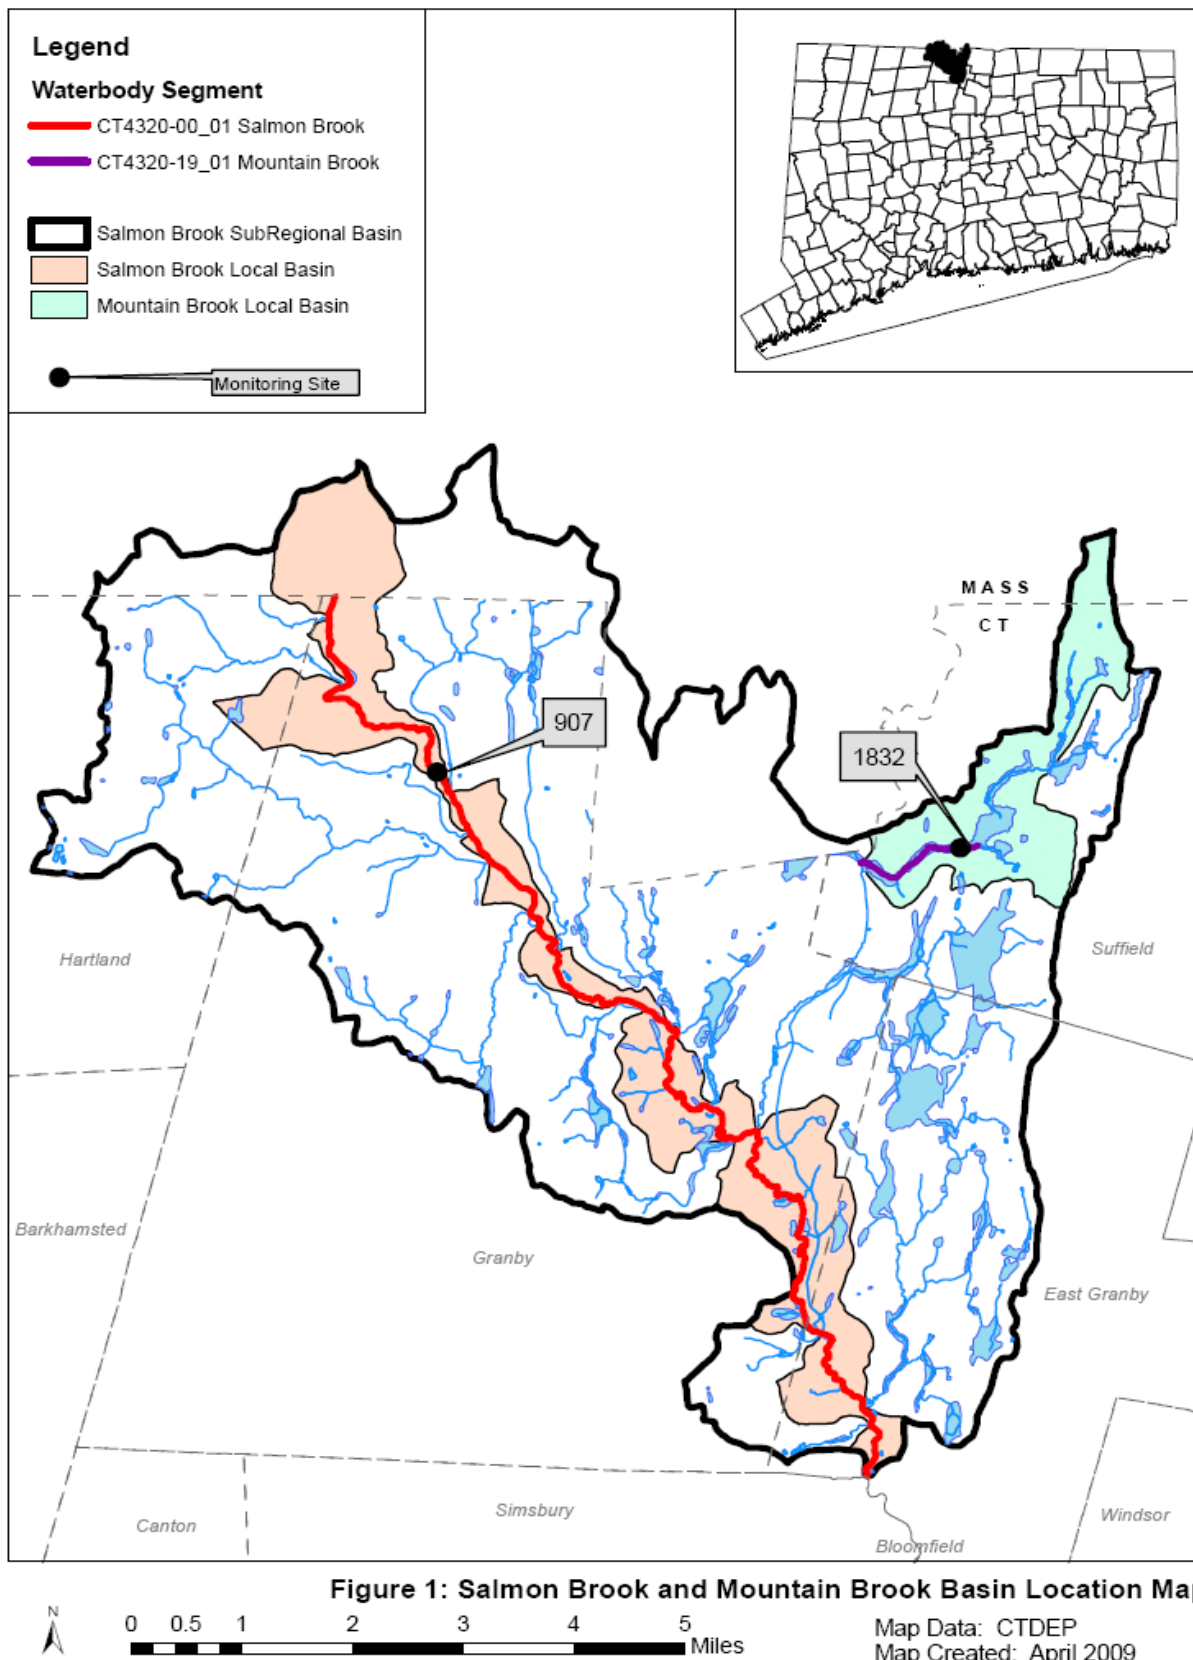 Legend
Waterbody Segment
CT4320-00_01 Salmon Brook
CT4320-19_01 Mountain Brook
Salmon Brook SubRegional Basin
Salmon Brook Local Basin
Mountain Brook Local Basin
Monitoring Site
MASS
CT
907
1832
Hartland
Suffield
Barkhamsted
Granby
East Granby
Simsbury
Canton
Windsor
Bloomfield
Figure 1: Salmon Brook and Mountain Brook Basin Location Ma
N
0 0.5 1 2 3 4 5
Miles
Map Data: CTDEP
Map Created: April 2009